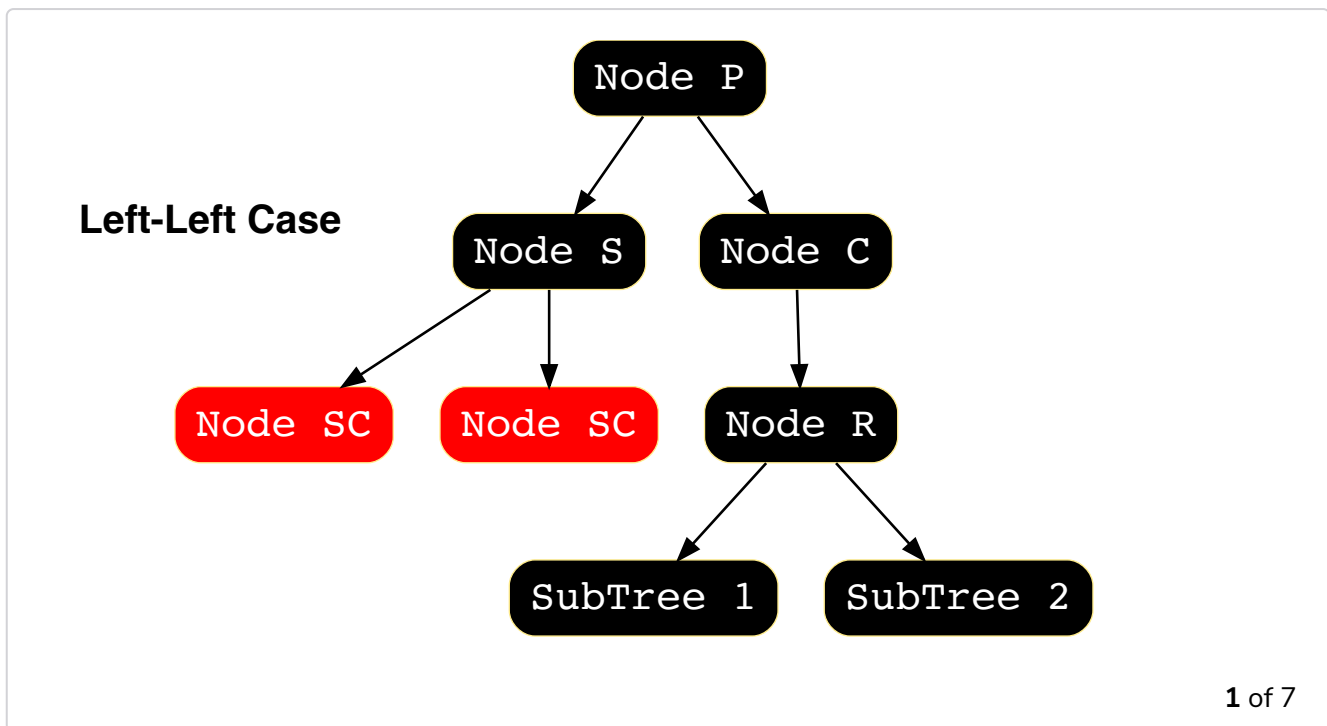 Node P
Left-Left Case
Node S
Node C
Node SC
Node SC
Node R
SubTree 1
SubTree 2
1 of 7